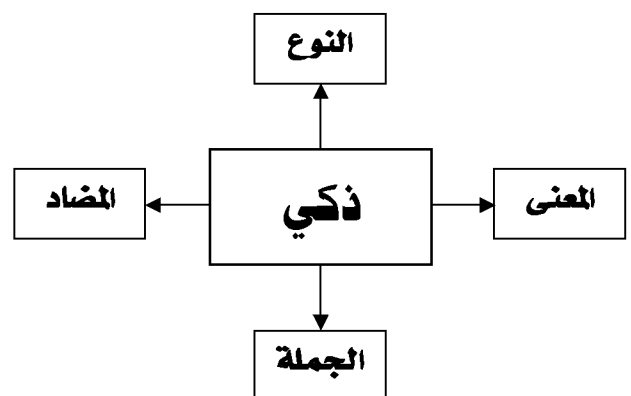 النوع
المعنى
ذكي
المضاد
الجملة